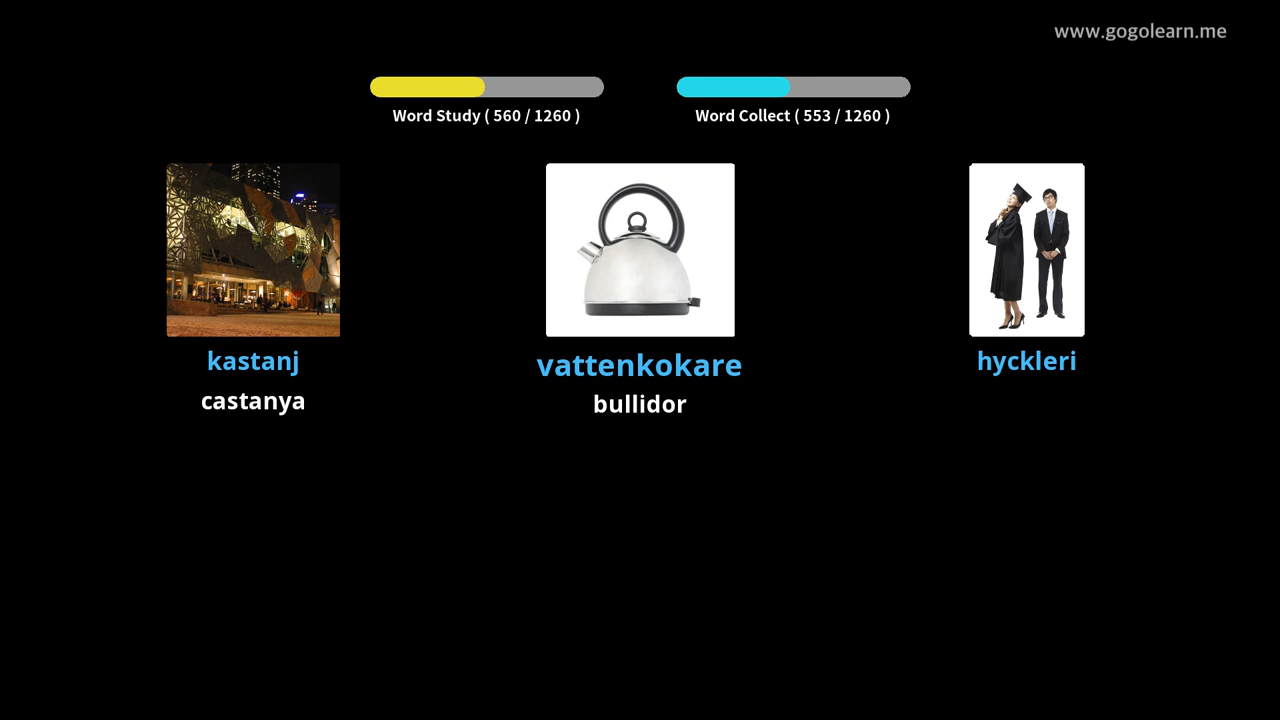 www.gogolearn.me
Word Study ( 560 / 1260 )
Word Collect ( 553 / 1260 )
kastanj
castanya
vattenkokare
bullidor
hyckleri